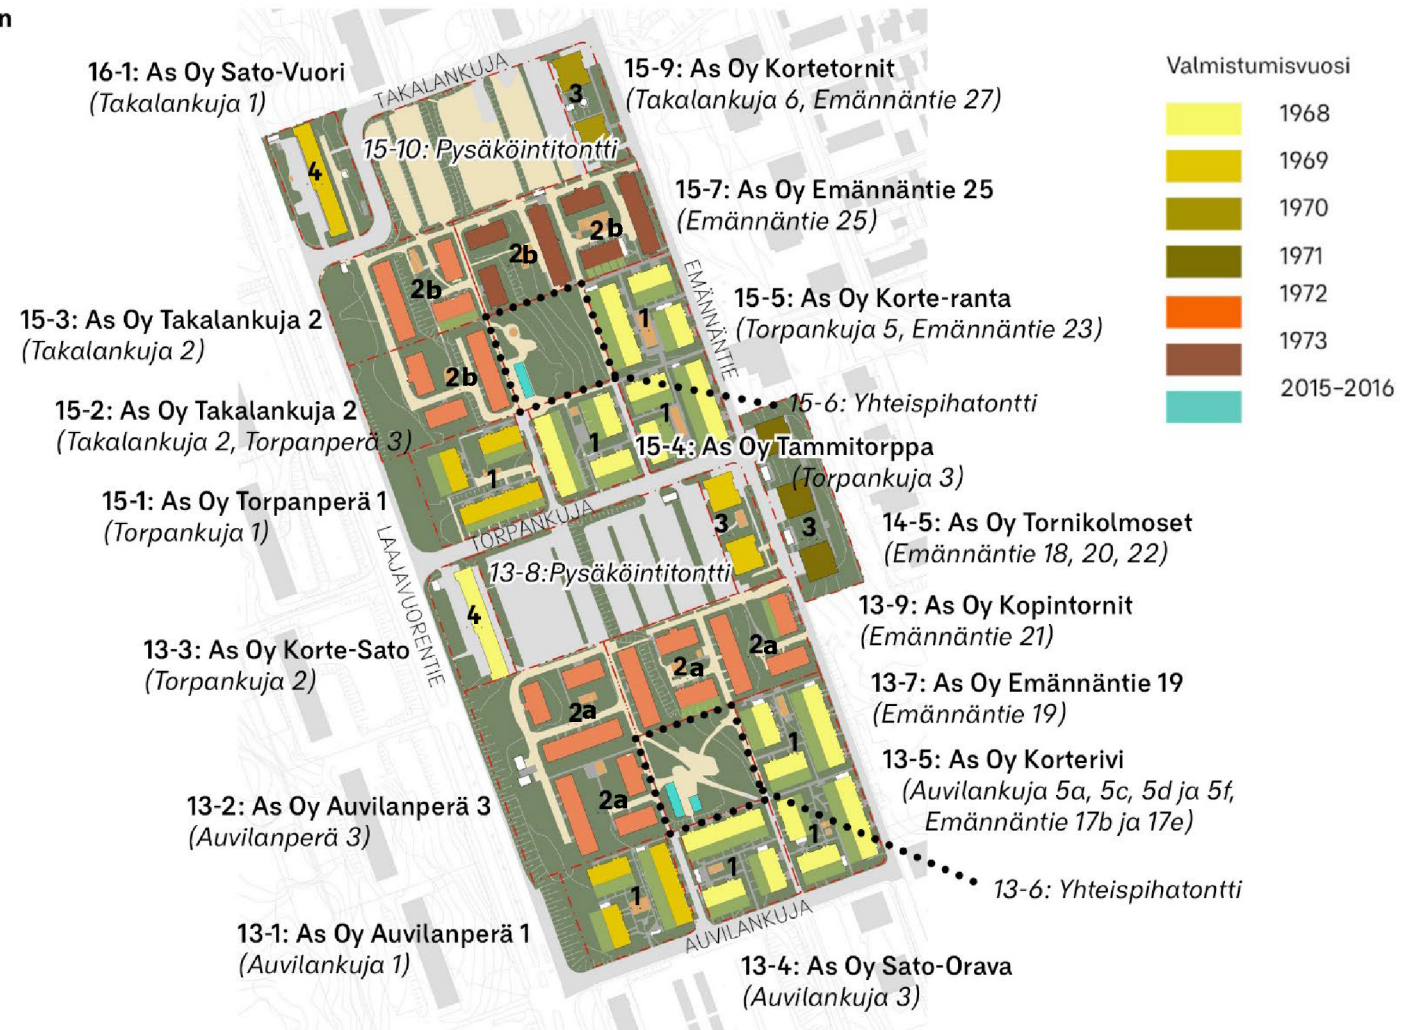 n
16-1: As Oy Sato-Vuori
(Takalankuja 1)
TAKALANKUJA
15-9: As Oy Kortetornit
(Takalankuja 6, Emännäntie 27)
Valmistumisvuosi
1968
1969
1970
1971
1972
1973
2015–2016
3
4
15-10: Pysäköintitontti
15-7: As Oy Emännäntie 25
(Emännäntie 25)
2b
2b
2b
EMÄNNÄNTIE
15-5: As Oy Korte-ranta
(Torpankuja 5, Emännäntie 23)
15-3: As Oy Takalankuja 2
(Takalankuja 2)
1
2b
15-2: As Oy Takalankuja 2
(Takalankuja 2, Torpanperä 3)
15-6: Yhteispihatontti
1
1
15-4: As Oy Tammitorppa
(Torpankuja 3)
1
15-1: As Oy Torpanperä 1
(Torpankuja 1)
TORPANKUJA
LAAJAVUORENTIE
3
3
14-5: As Oy Tornikolmoset
(Emännäntie 18, 20, 22)
13-8:Pysäköintitontti
4
13-9: As Oy Kopintornit
(Emännäntie 21)
13-3: As Oy Korte-Sato
(Torpankuja 2)
2a
2a
2a
13-7: As Oy Emännäntie 19
(Emännäntie 19)
1
13-5: As Oy Korterivi
(Auvilankuja 5a, 5c, 5d ja 5f,
Emännäntie 17b ja 17e)
13-2: As Oy Auvilanperä 3
(Auvilanperä 3)
2a
1
1
1
13-6: Yhteispihatontti
13-1: As Oy Auvilanperä 1
(Auvilankuja 1)
AUVILANKUJA
13-4: As Oy Sato-Orava
(Auvilankuja 3)